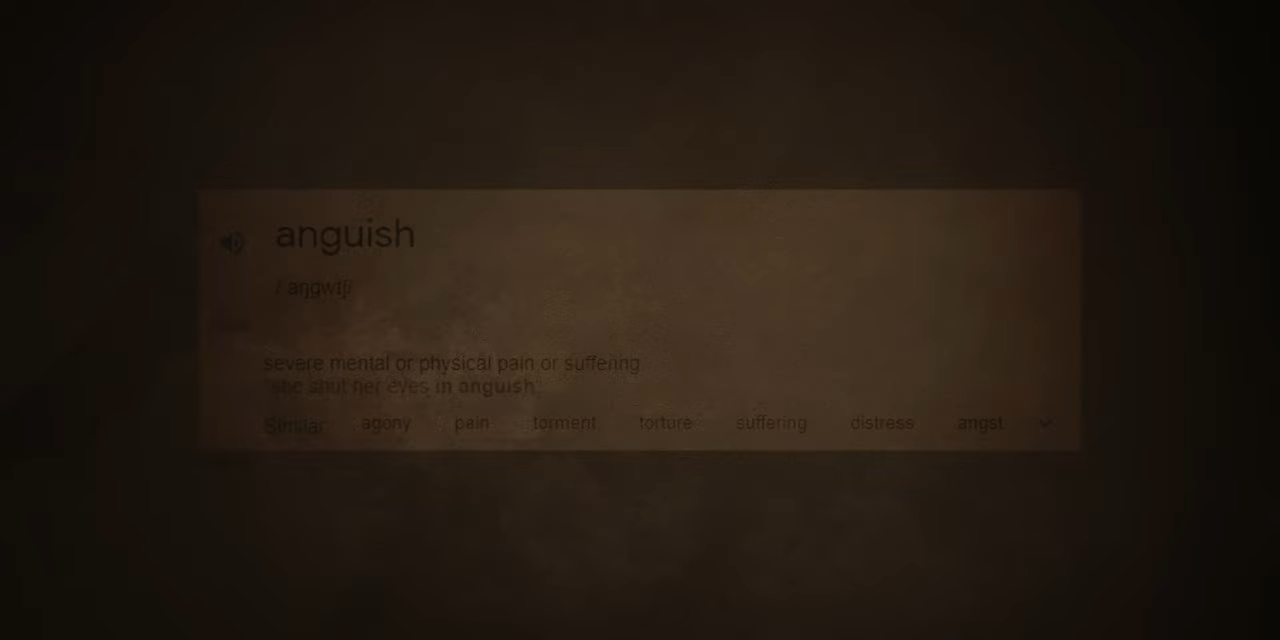 anguish
/ˈaŋɡwɪʃ/
severe mental or physical pain or suffering
"she shut her eyes in anguish"
Similar: agony pain torment torture suffering distress angst